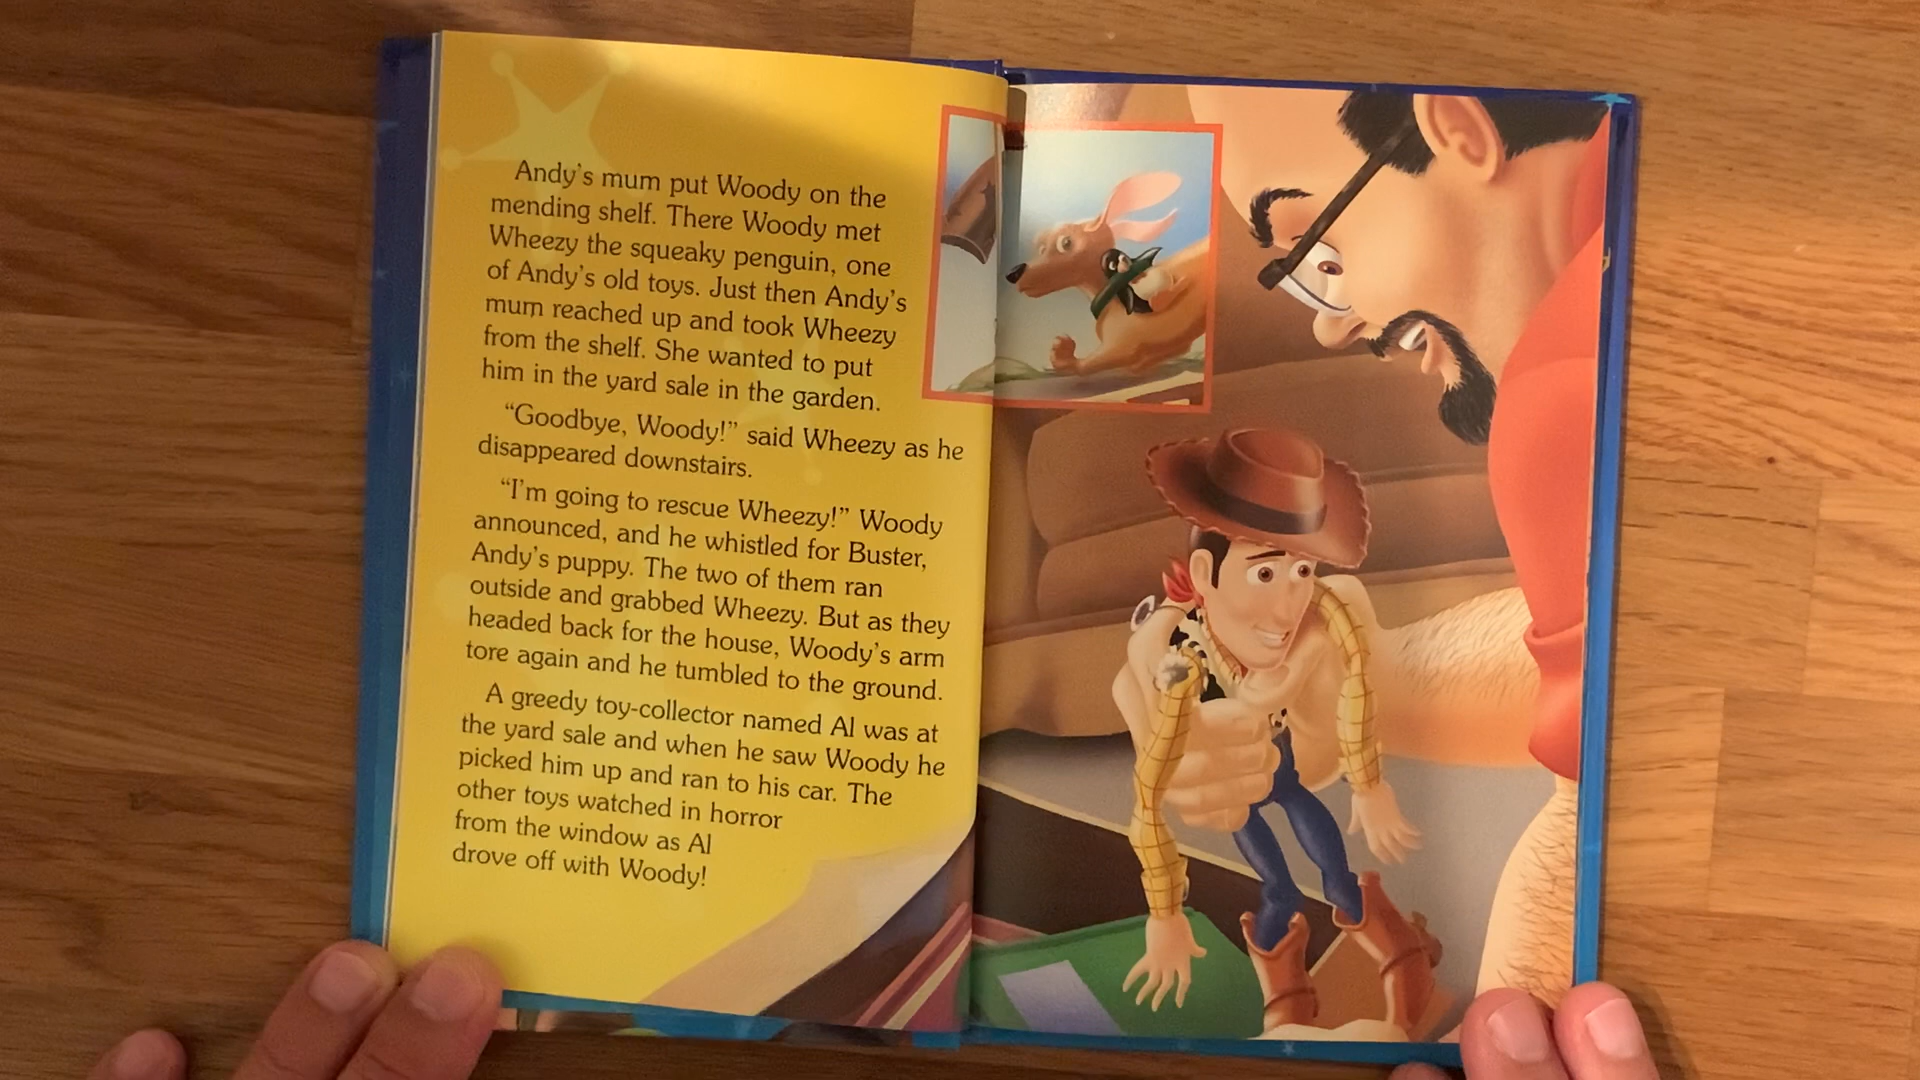 Andy's mum put Woody on the
mending shelf. There Woody met
Wheezy the squeaky penguin, one
of Andy's old toys. Just then Andy's
mum reached up and took Wheezy
from the shelf. She wanted to put
him in the yard sale in the garden.
“Goodbye, Woody!” said Wheezy as he
disappeared downstairs.
“I'm going to rescue Wheezy!” Woody
announced, and he whistled for Buster,
Andy's puppy. The two of them ran
outside and grabbed Wheezy. But as they
headed back for the house, Woody's arm
tore again and he tumbled to the ground.
A greedy toy-collector named Al was at
the yard sale and when he saw Woody he
picked him up and ran to his car. The
other toys watched in horror
from the window as Al
drove off with Woody!